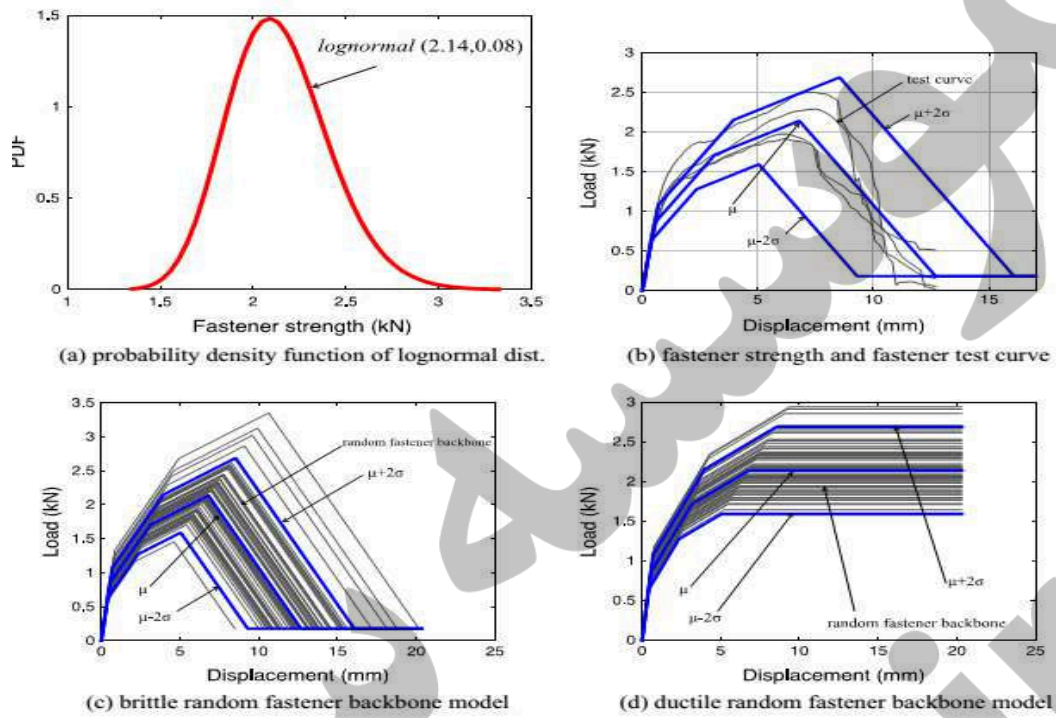 1.5
1
0.5
0
PDF
lognormal (2.14,0.08)
1 1.5 2 2.5 3 3.5
Fastener strength (kN)
(a) probability density function of lognormal dist.
3
2.5
2
1.5
1
0.5
0
Load (kN)
test curve
μ+2σ
μ
μ-2σ
0 5 10 15
Displacement (mm)
(b) fastener strength and fastener test curve
3.5
3
2.5
2
1.5
1
0.5
0
Load (kN)
random fastener backbone
μ+2σ
μ
μ-2σ
0 5 10 15 20 25
Displacement (mm)
(c) brittle random fastener backbone model
3
2.5
2
1.5
1
0.5
0
Load (kN)
μ
μ+2σ
μ-2σ
random fastener backbone
0 5 10 15 20 25
Displacement (mm)
(d) ductile random fastener backbone model